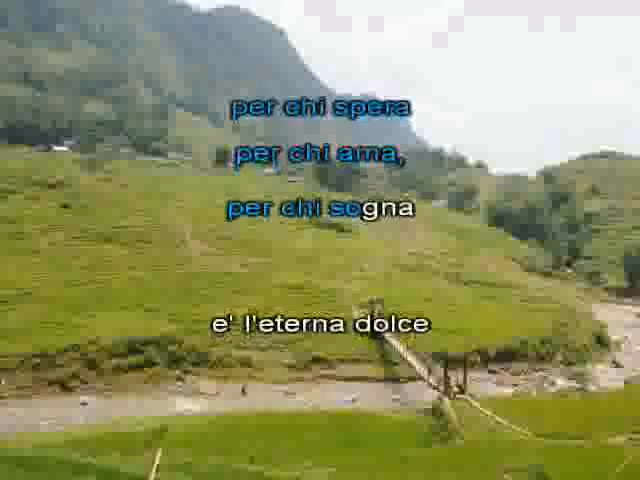 per chi spera
per chi ama,
per chi sogna
e' l'eterna dolce